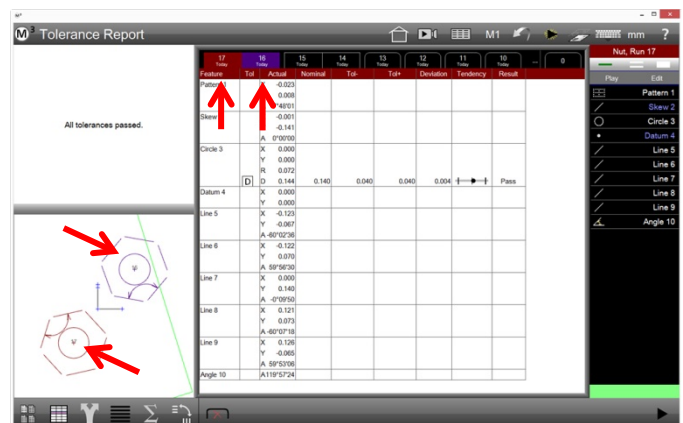 M³
M³ Tolerance Report
M1
mm ?
Nut, Run 17
17 16 15 14 13 12 11 10 ... 0
Today Today Today Today Today Today Today Today
Feature Tol Actual Nominal Tol- Tol+ Deviation Tendency Result
Play Edit
All tolerances passed.
Pattern 1 -0.023
0.008
°48'01
Skew -0.001
-0.141
A 0°00'00
Circle 3 X 0.000
Y 0.000
R 0.072
D D 0.144 0.140 0.040 0.040 0.004 Pass
Datum 4 X 0.000
Y 0.000
Line 5 X -0.123
Y -0.067
A -60°02'36
Line 6 X -0.122
Y 0.070
A 59°56'30
Line 7 X 0.000
Y 0.140
A -0°09'50
Line 8 X 0.121
Y 0.073
A -60°07'18
Line 9 X 0.126
Y -0.065
A 59°53'06
Angle 10 A119°57'24
Pattern 1
Skew 2
Circle 3
Datum 4
Line 5
Line 6
Line 7
Line 8
Line 9
Angle 10